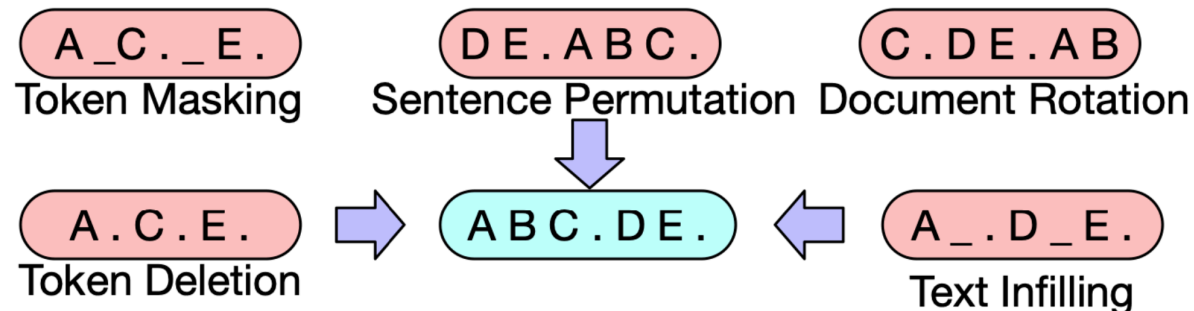 A _ C . _ E .
D E . A B C .
C . D E . A B
Token Masking
Sentence Permutation
Document Rotation
A . C . E .
A B C . D E .
A _ . D _ E .
Token Deletion
Text Infilling